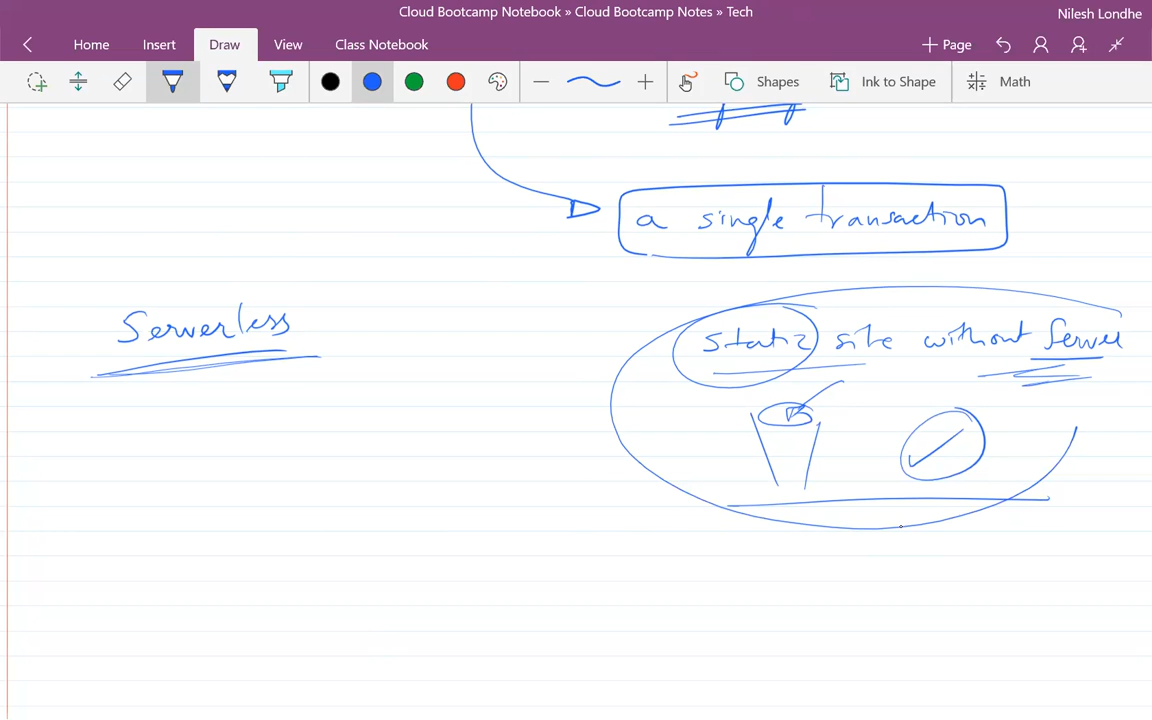 Cloud Bootcamp Notebook » Cloud Bootcamp Notes » Tech
Nilesh Londhe
Home Insert Draw View Class Notebook Page
Shapes Ink to Shape Math
a single transaction
Serverless
static site without Server